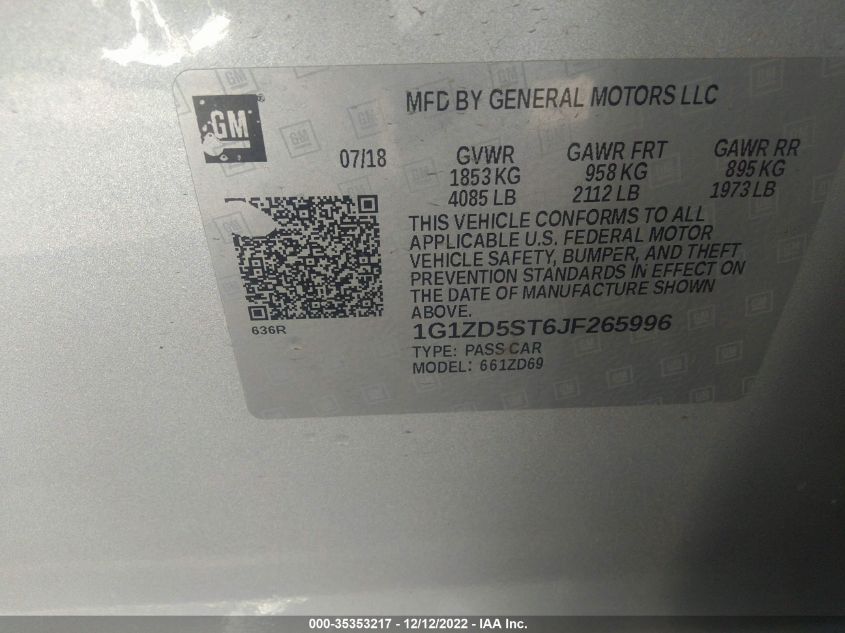 GM
MFD BY GENERAL MOTORS LLC
07/18
GVWR GAWR FRT GAWR RR
1853 KG 958 KG 895 KG
4085 LB 2112 LB 1973 LB
THIS VEHICLE CONFORMS TO ALL
APPLICABLE U.S. FEDERAL MOTOR
VEHICLE SAFETY, BUMPER, AND THEFT
PREVENTION STANDARDS IN EFFECT ON
THE DATE OF MANUFACTURE SHOWN
ABOVE.
636R
1G1ZD5ST6JF265996
TYPE: PASS CAR
MODEL: 661ZD69
000-35353217 - 12/12/2022 - IAA Inc.